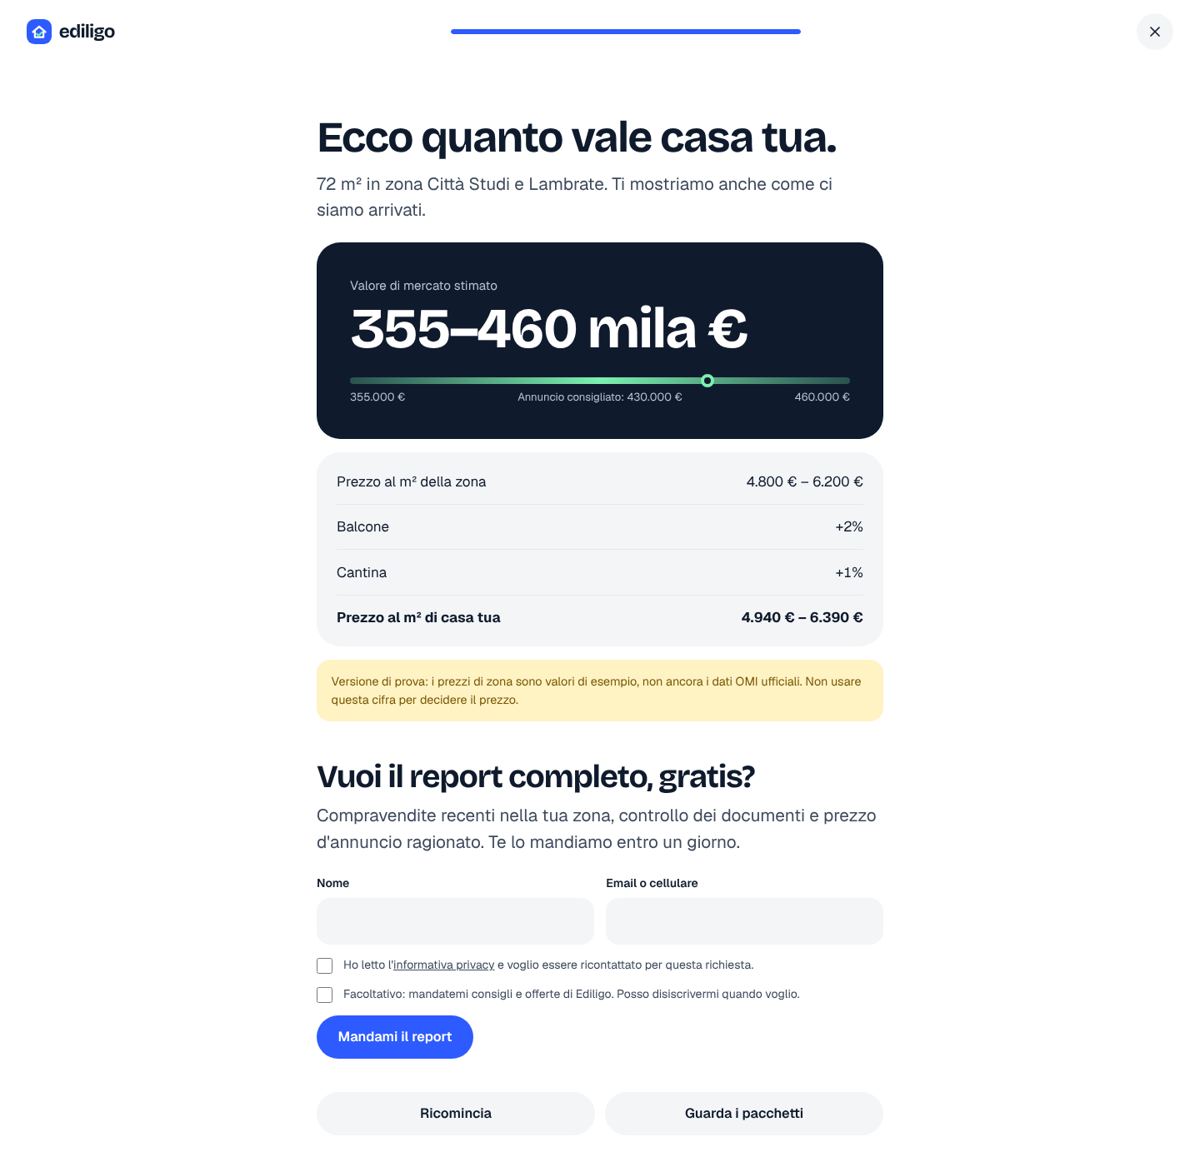 ediligo
Ecco quanto vale casa tua.
72 m² in zona Città Studi e Lambrate. Ti mostriamo anche come ci
siamo arrivati.
Valore di mercato stimato
355–460 mila €
355.000 €
Annuncio consigliato: 430.000 €
460.000 €
Prezzo al m² della zona
4.800 € – 6.200 €
Balcone
+2%
Cantina
+1%
Prezzo al m² di casa tua
4.940 € – 6.390 €
Versione di prova: i prezzi di zona sono valori di esempio, non ancora i dati OMI ufficiali. Non usare
questa cifra per decidere il prezzo.
Vuoi il report completo, gratis?
Compravendite recenti nella tua zona, controllo dei documenti e prezzo
d'annuncio ragionato. Te lo mandiamo entro un giorno.
Nome
Email o cellulare
Ho letto l'informativa privacy e voglio essere ricontattato per questa richiesta.
Facoltativo: mandatemi consigli e offerte di Ediligo. Posso disiscrivermi quando voglio.
Mandami il report
Ricomincia
Guarda i pacchetti